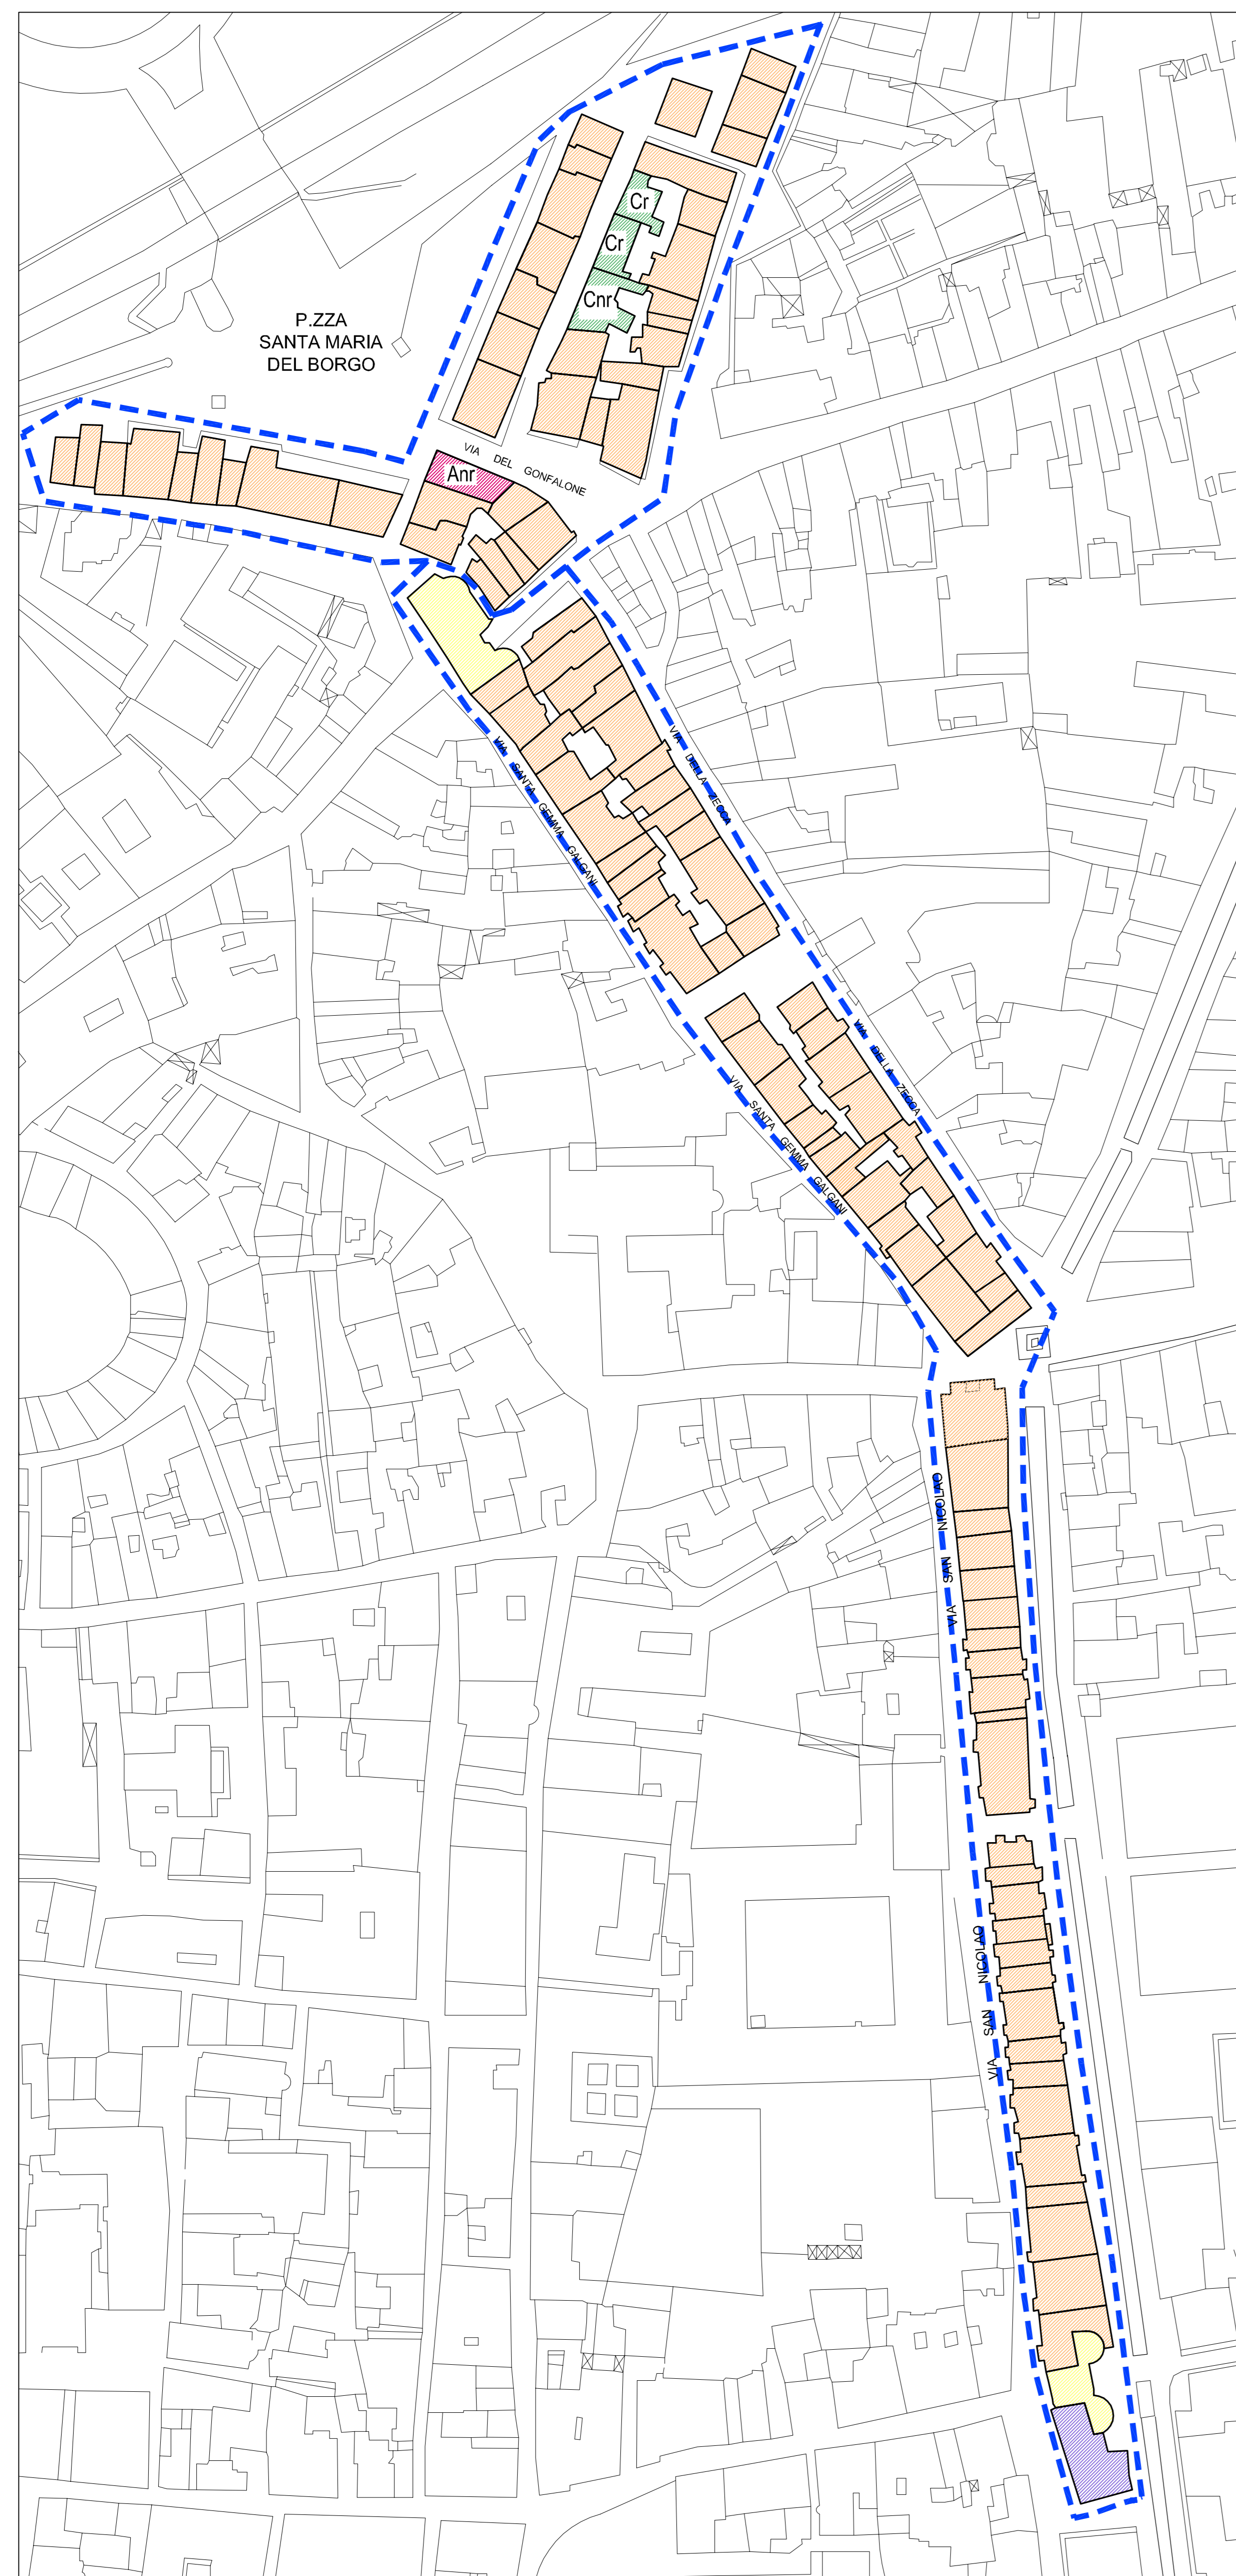 Cr
Cr
Cnr
P.ZZA
SANTA MARIA
DEL BORGO
VIA DEL GONFALONE
Anr
VIA SANTA GEMMA GALGANI
VIA DELLA ZECCA
VIA DELLA ZECCA
VIA SANTA GEMMA GALGANI
VIA SAN NICOLAO
VIA SAN NICOLAO